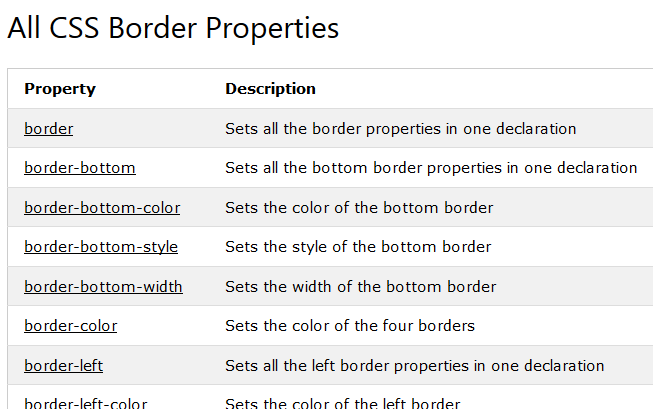 All CSS Border Properties
Property Description
border Sets all the border properties in one declaration
border-bottom Sets all the bottom border properties in one declaration
border-bottom-color Sets the color of the bottom border
border-bottom-style Sets the style of the bottom border
border-bottom-width Sets the width of the bottom border
border-color Sets the color of the four borders
border-left Sets all the left border properties in one declaration
border-left-color Sets the color of the left border